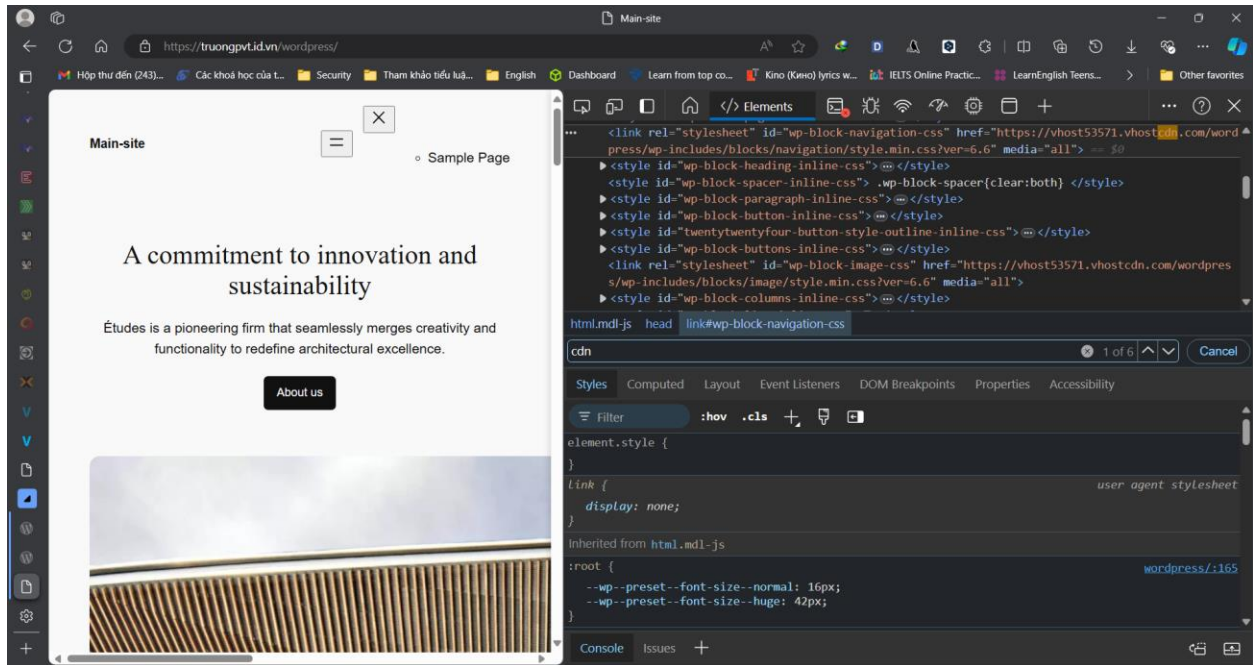 Main-site
https://truongpvt.id.vn/wordpress/
Hộp thư đến (243)... Các khoá học của t... Security Tham khảo tiểu luậ... English Dashboard Learn from top co... Kino (Кино) lyrics w... IELTS Online Practic... LearnEnglish Teens... Other favorites
Main-site
Sample Page
A commitment to innovation and
sustainability
Études is a pioneering firm that seamlessly merges creativity and
functionality to redefine architectural excellence.
About us
</> Elements
<link rel="stylesheet" id="wp-block-navigation-css" href="https://vhost53571.vhostcdn.com/word
press/wp-includes/blocks/navigation/style.min.css?ver=6.6" media="all"> == $0
<style id="wp-block-heading-inline-css">…</style>
<style id="wp-block-spacer-inline-css"> .wp-block-spacer{clear:both} </style>
<style id="wp-block-paragraph-inline-css">…</style>
<style id="wp-block-button-inline-css">…</style>
<style id="twentytwentyfour-button-style-outline-inline-css">…</style>
<style id="wp-block-buttons-inline-css">…</style>
<link rel="stylesheet" id="wp-block-image-css" href="https://vhost53571.vhostcdn.com/wordpres
s/wp-includes/blocks/image/style.min.css?ver=6.6" media="all">
<style id="wp-block-columns-inline-css">…</style>
html.mdl-js head link#wp-block-navigation-css
cdn 1 of 6 Cancel
Styles Computed Layout Event Listeners DOM Breakpoints Properties Accessibility
Filter :hov .cls
element.style {
}
link { user agent stylesheet
display: none;
}
Inherited from html.mdl-js
:root { wordpress/:165
--wp--preset--font-size--normal: 16px;
--wp--preset--font-size--huge: 42px;
}
Console Issues